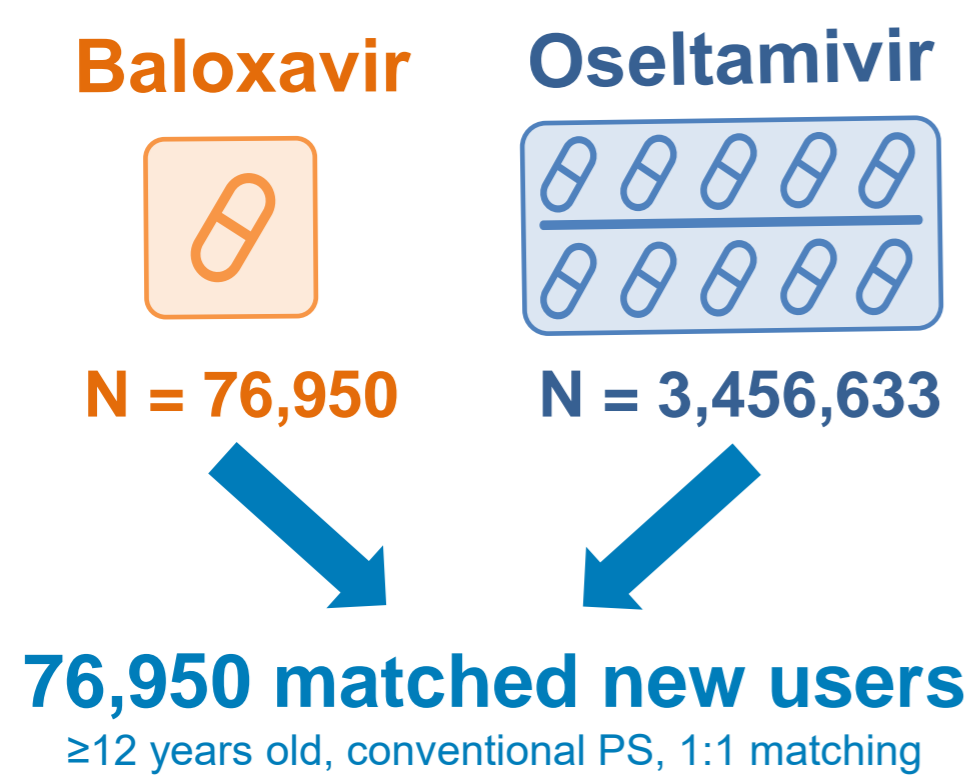 Baloxavir
Oseltamivir
N = 76,950
N = 3,456,633
76,950 matched new users
≥12 years old, conventional PS, 1:1 matching